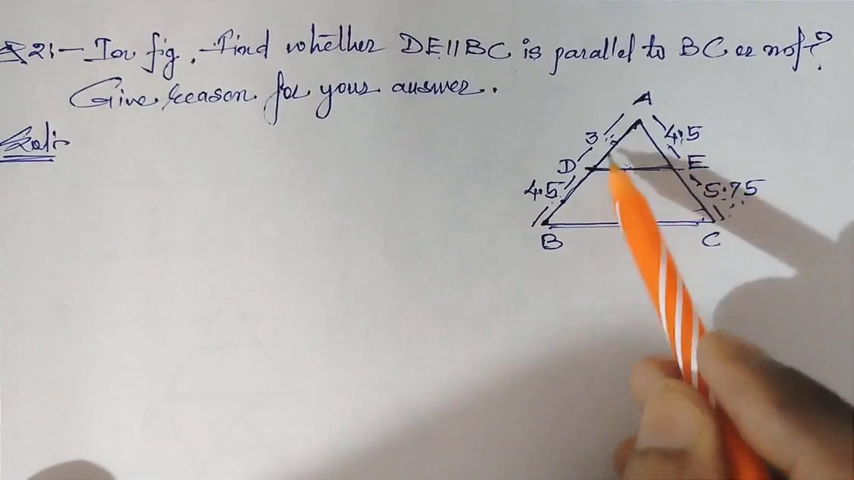 Q 21:- In fig. Find whether DE||BC is parallel to BC or not?
Give reason for your answer.
Sol:-
A
3
4.5
D
E
4.5
5.75
B
C